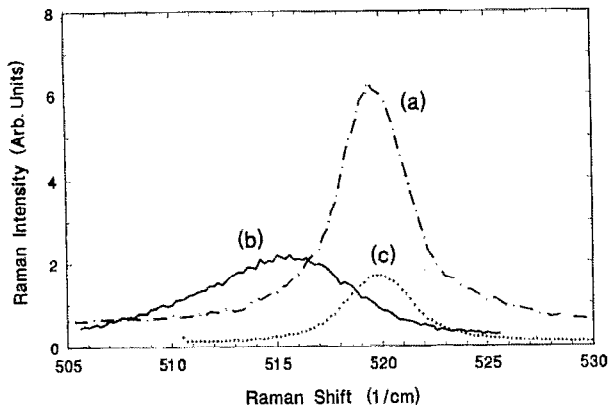 Raman Intensity (Arb. Units)
8
6
4
2
0
(a)
(b)
(c)
505
510
515
520
525
530
Raman Shift (1/cm)